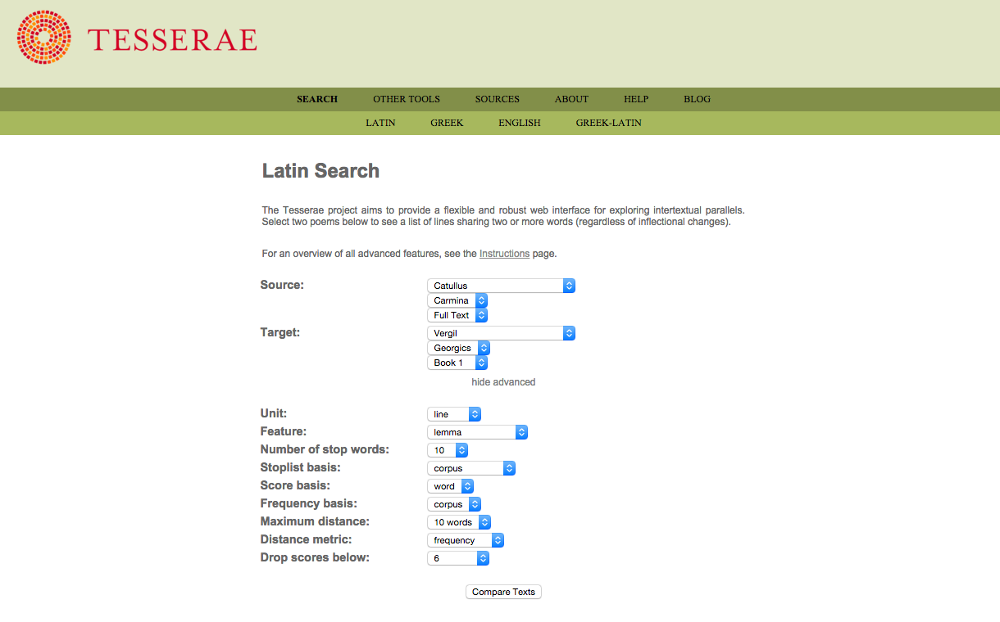 TESSERAE
SEARCH OTHER TOOLS SOURCES ABOUT HELP BLOG
LATIN GREEK ENGLISH GREEK-LATIN
Latin Search
The Tesserae project aims to provide a flexible and robust web interface for exploring intertextual parallels.
Select two poems below to see a list of lines sharing two or more words (regardless of inflectional changes).
For an overview of all advanced features, see the Instructions page.
Source: Catullus
Carmina
Full Text
Target: Vergil
Georgics
Book 1
hide advanced
Unit: line
Feature: lemma
Number of stop words: 10
Stoplist basis: corpus
Score basis: word
Frequency basis: corpus
Maximum distance: 10 words
Distance metric: frequency
Drop scores below: 6
Compare Texts